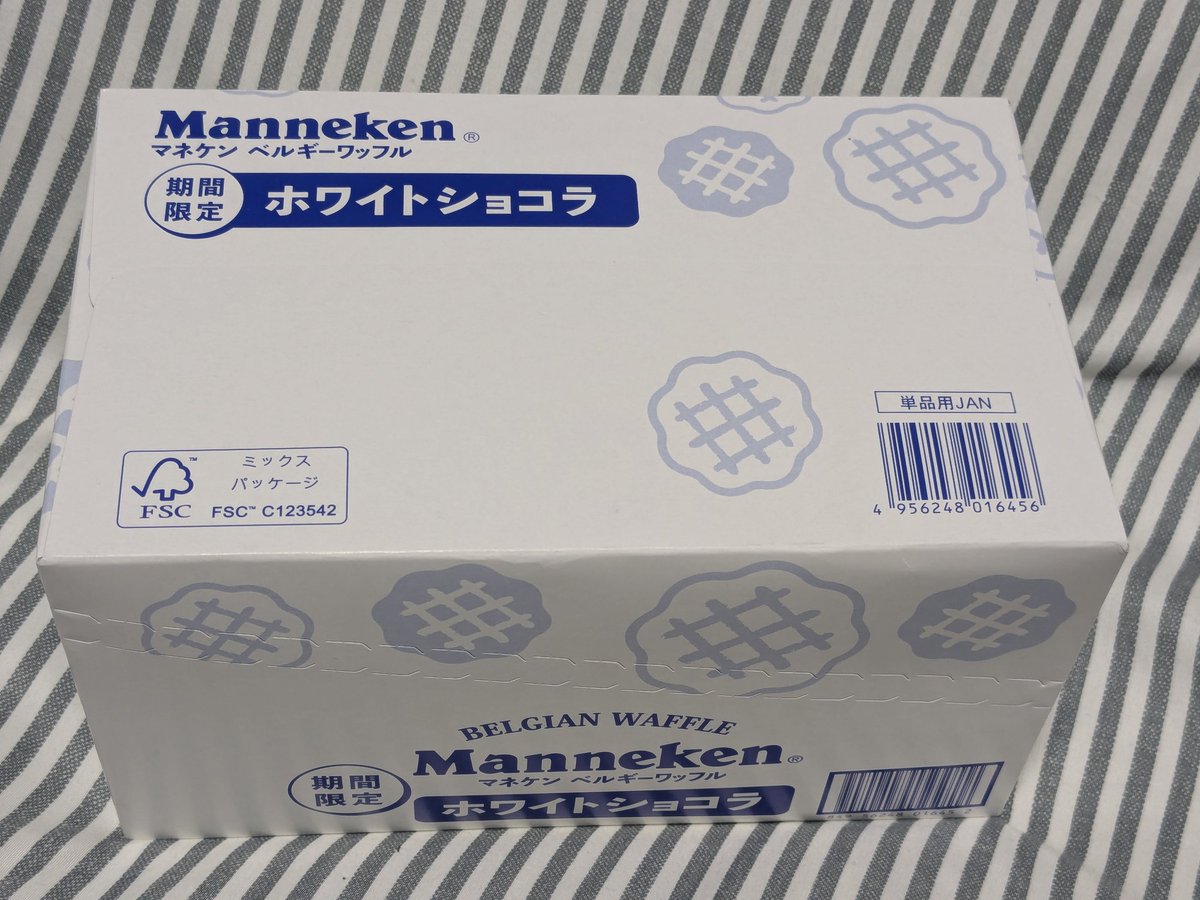 Manneken®
マネケン ベルギーワッフル
期間
限定
ホワイトショコラ
単品用JAN
4 956248 016456
ミックス
パッケージ
FSC™
FSC™ C123542
BELGIAN WAFFLE
Manneken®
マネケン ベルギーワッフル
期間
限定
ホワイトショコラ